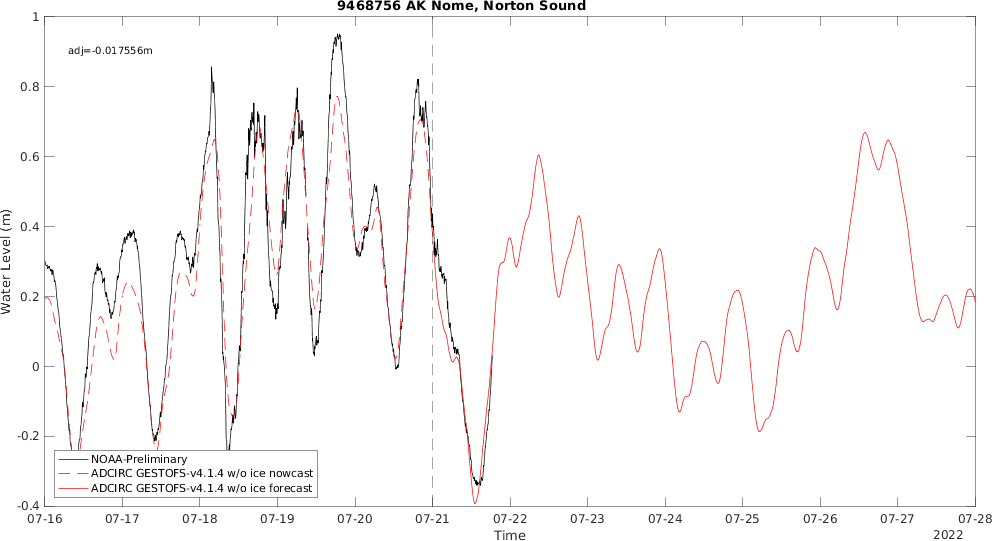 9468756 AK Nome, Norton Sound
adj=-0.017556m
Water Level (m)
1
0.8
0.6
0.4
0.2
0
-0.2
-0.4
NOAA-Preliminary
ADCIRC GESTOFS-v4.1.4 w/o ice nowcast
ADCIRC GESTOFS-v4.1.4 w/o ice forecast
07-16 07-17 07-18 07-19 07-20 07-21 07-22 07-23 07-24 07-25 07-26 07-27 07-28
Time
2022